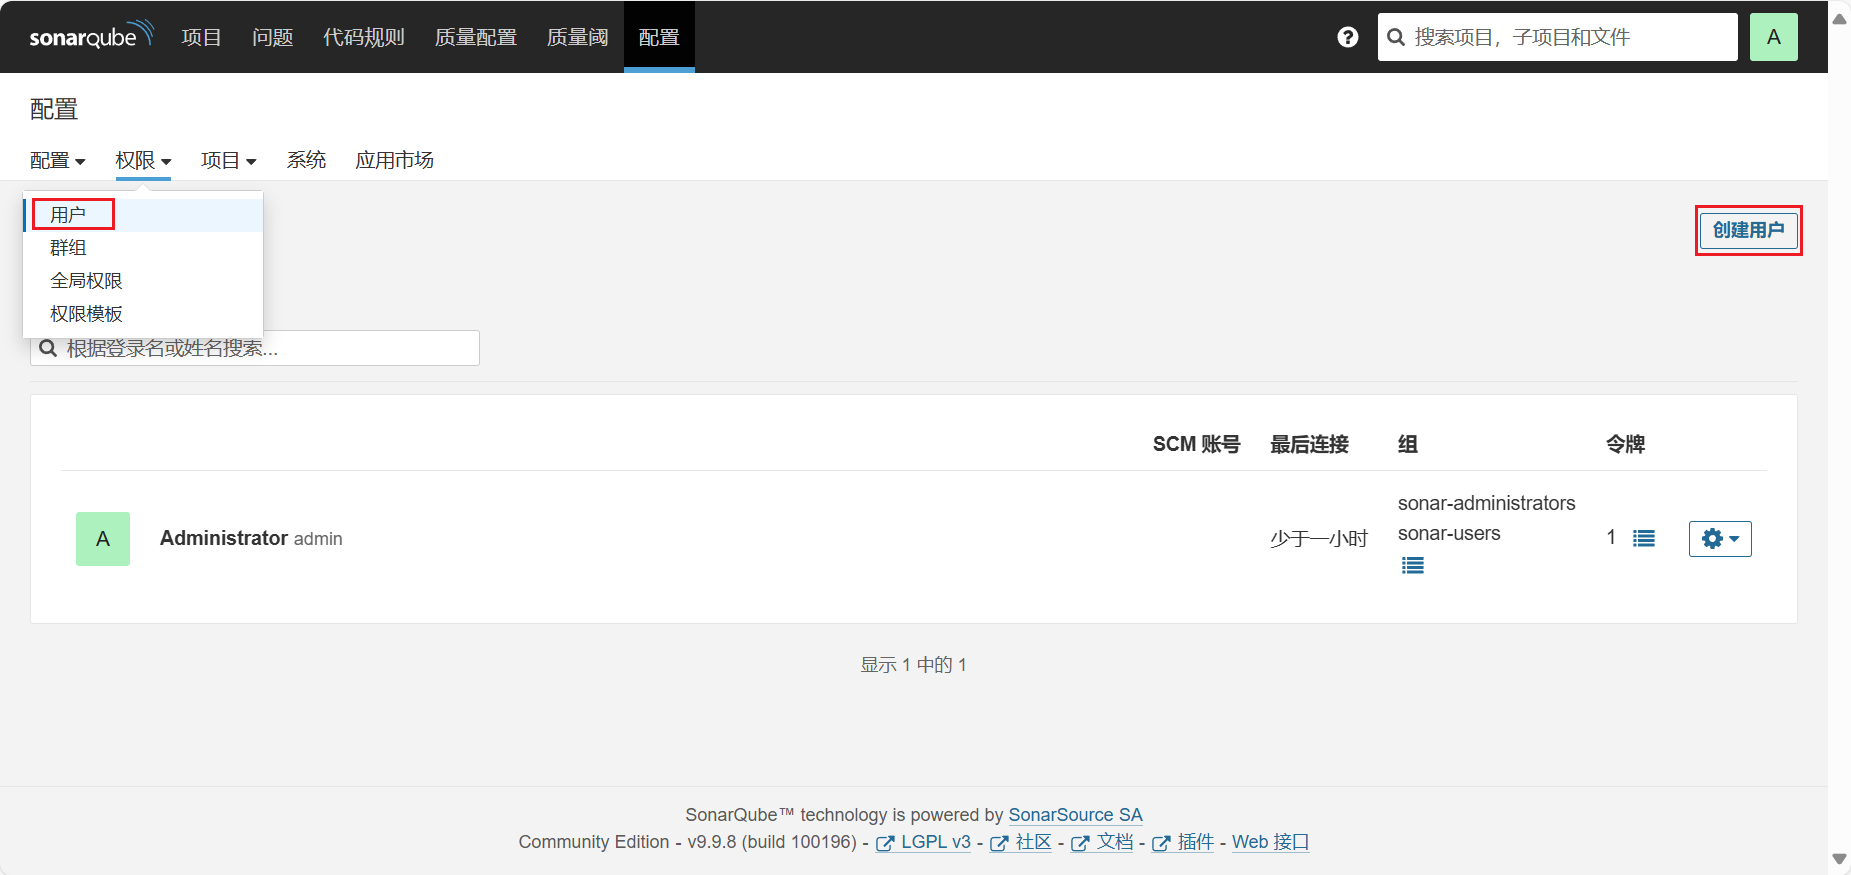 sonarqube 项目 问题 代码规则 质量配置 质量阈 配置 搜索项目，子项目和文件 A
配置
配置 权限 项目 系统 应用市场
用户
创建用户
群组
全局权限
权限模板
根据登录名或姓名搜索...
SCM 账号 最后连接 组 令牌
A Administrator admin 少于一小时 sonar-administrators
sonar-users 1
显示 1 中的 1
SonarQube™ technology is powered by SonarSource SA
Community Edition - v9.9.8 (build 100196) - LGPL v3 - 社区 - 文档 - 插件 - Web 接口